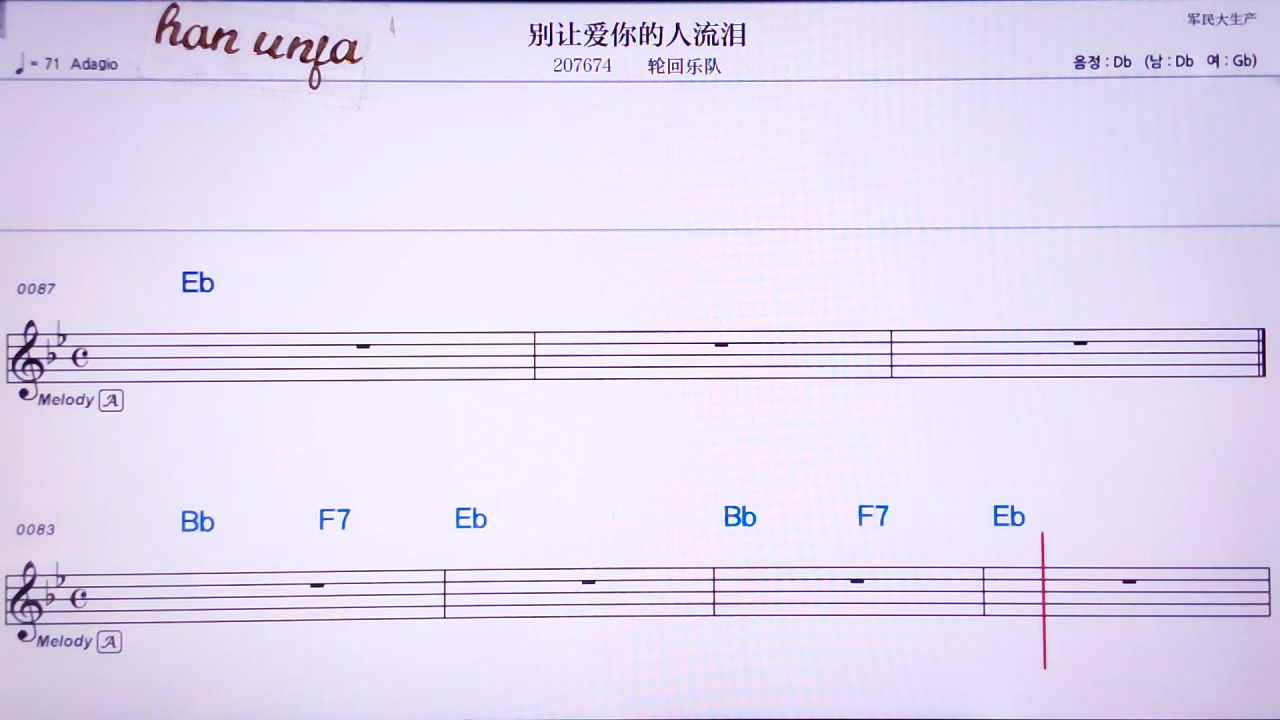 han unfa
别让爱你的人流泪
军民大生产
♩ = 71 Adagio
207674 轮回乐队
음정 : Db (남 : Db 여 : Gb)
0087 Eb
Melody A
0083 Bb F7 Eb Bb F7 Eb
Melody A